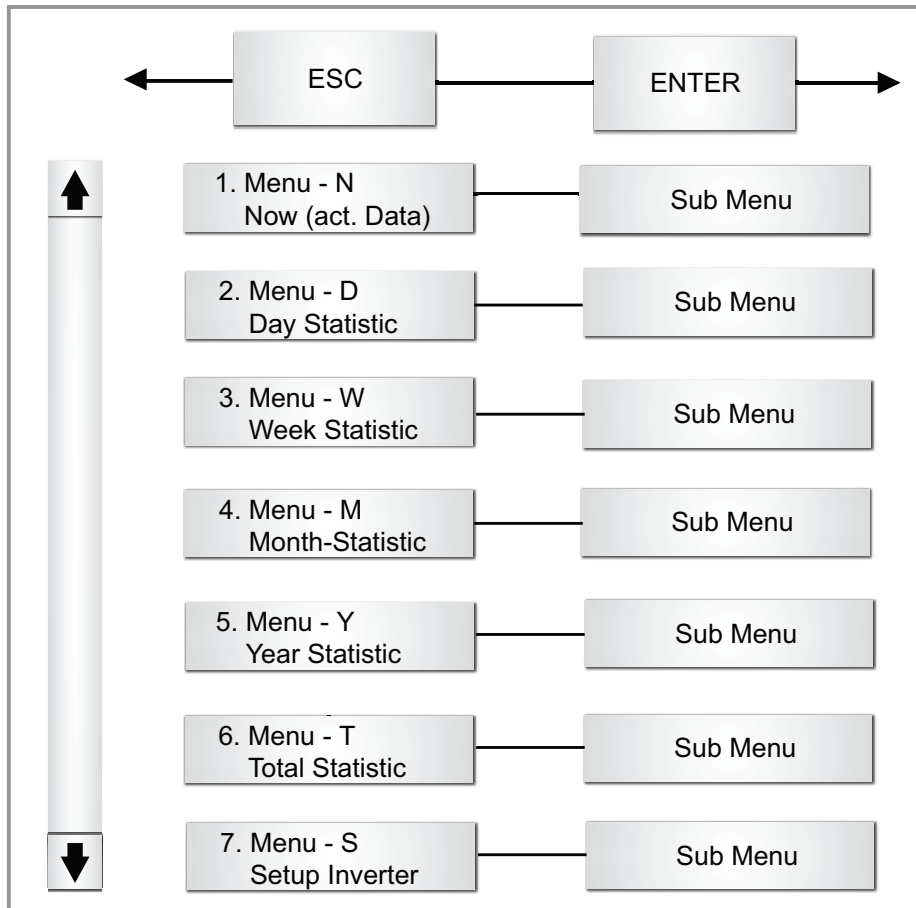 ESC
ENTER
1. Menu - N
Now (act. Data)
Sub Menu
2. Menu - D
Day Statistic
Sub Menu
3. Menu - W
Week Statistic
Sub Menu
4. Menu - M
Month-Statistic
Sub Menu
5. Menu - Y
Year Statistic
Sub Menu
6. Menu - T
Total Statistic
Sub Menu
7. Menu - S
Setup Inverter
Sub Menu